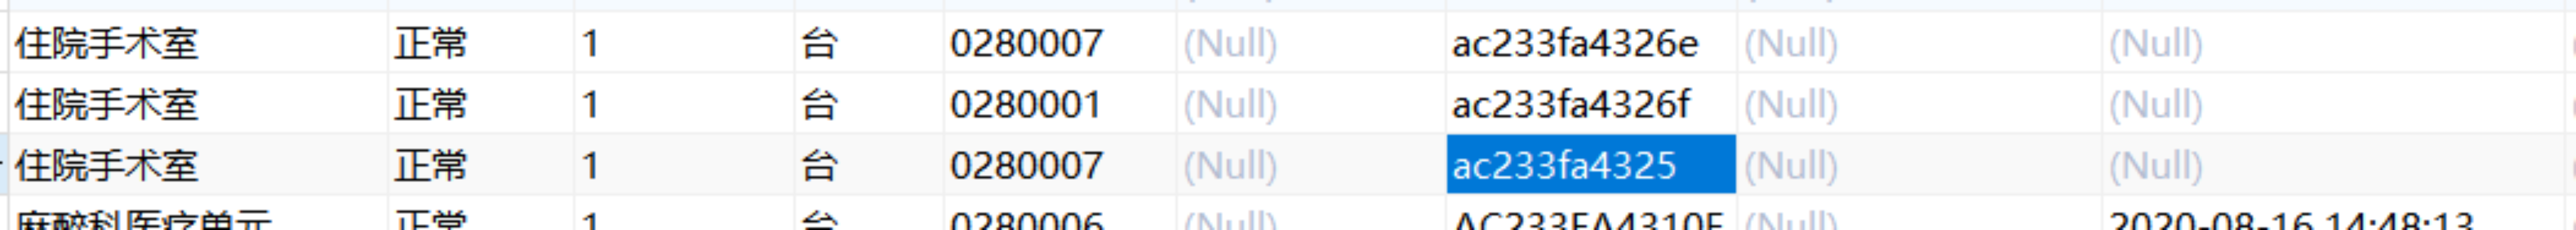 住院手术室 正常 1 台 0280007 (Null) ac233fa4326e (Null) (Null)
住院手术室 正常 1 台 0280001 (Null) ac233fa4326f (Null) (Null)
住院手术室 正常 1 台 0280007 (Null) ac233fa4325 (Null) (Null)
麻醉科医疗单元 正常 1 台 0280006 (Null) AC233FA4310F (Null) 2020-08-16 14:48:13